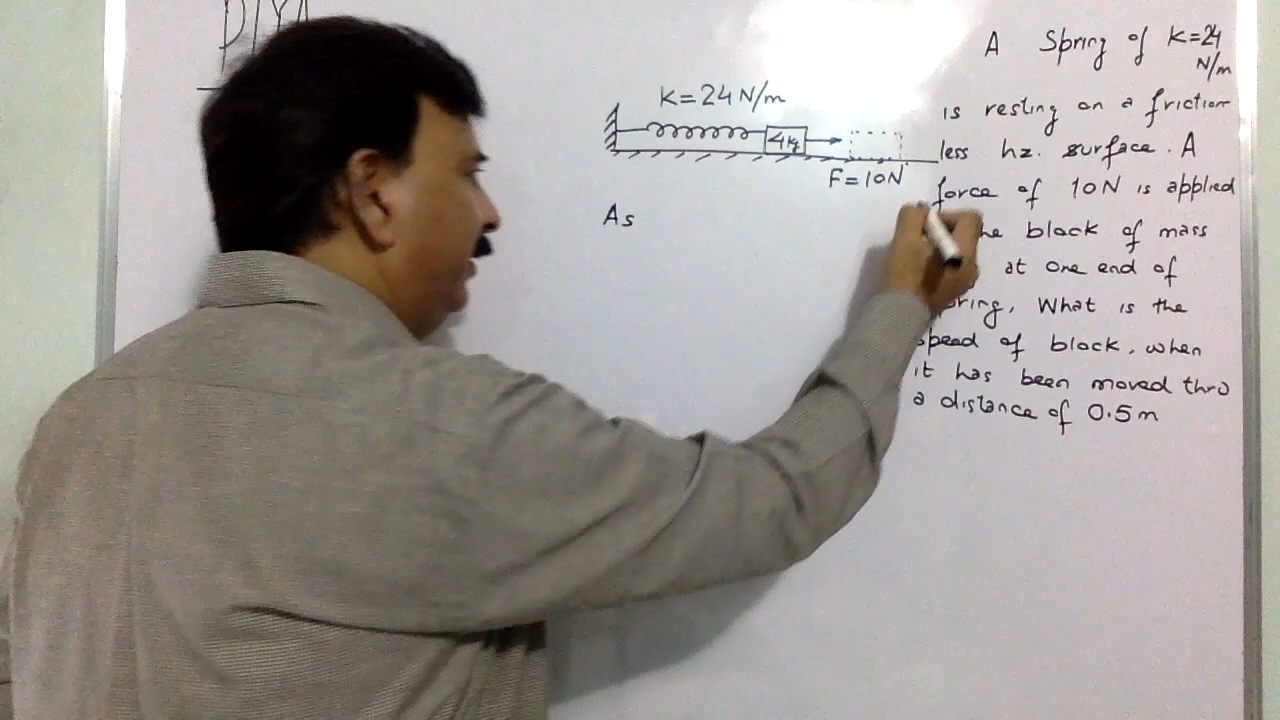 K=24 N/m
4kg
F=10N
As
A Spring of K=24
N/m
is resting on a friction
less hz. surface. A
force of 10N is applied
block of mass
at one end of
What is the
speed of block, when
it has been moved thro
a distance of 0.5m